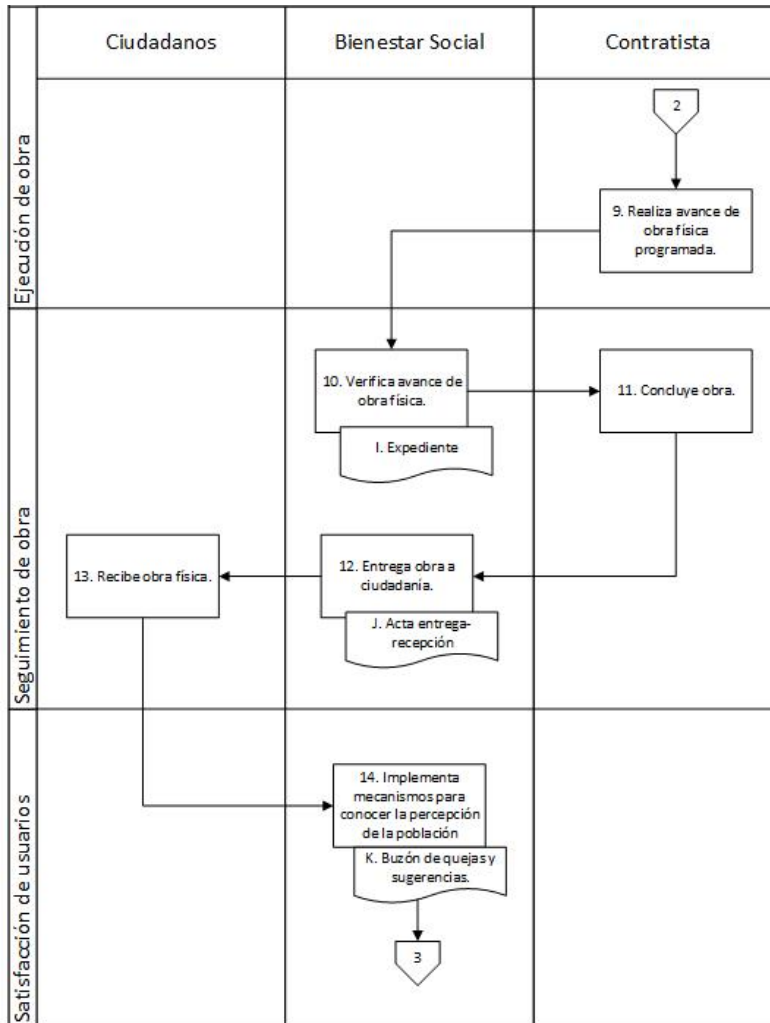 Ciudadanos
Bienestar Social
Contratista
Ejecución de obra
2
9. Realiza avance de
obra física
programada.
Seguimiento de obra
10. Verifica avance de
obra física.
I. Expediente
11. Concluye obra.
13. Recibe obra física.
12. Entrega obra a
ciudadanía.
J. Acta entrega-
recepción
Satisfacción de usuarios
14. Implementa
mecanismos para
conocer la percepción
de la población
K. Buzón de quejas y
sugerencias.
3